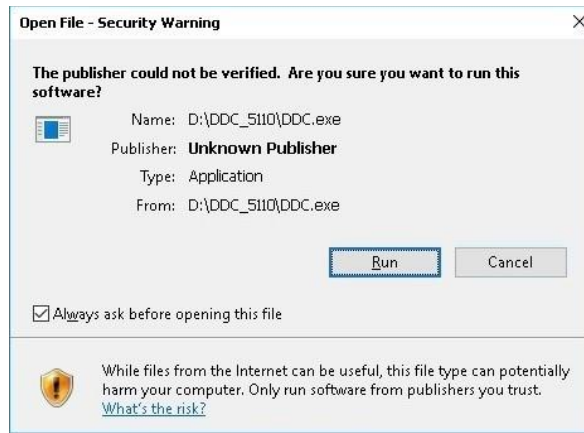 Open File - Security Warning
The publisher could not be verified. Are you sure you want to run this
software?
Name: D:\DDC_5110\DDC.exe
Publisher: Unknown Publisher
Type: Application
From: D:\DDC_5110\DDC.exe
Run Cancel
Always ask before opening this file
While files from the Internet can be useful, this file type can potentially
harm your computer. Only run software from publishers you trust.
What's the risk?